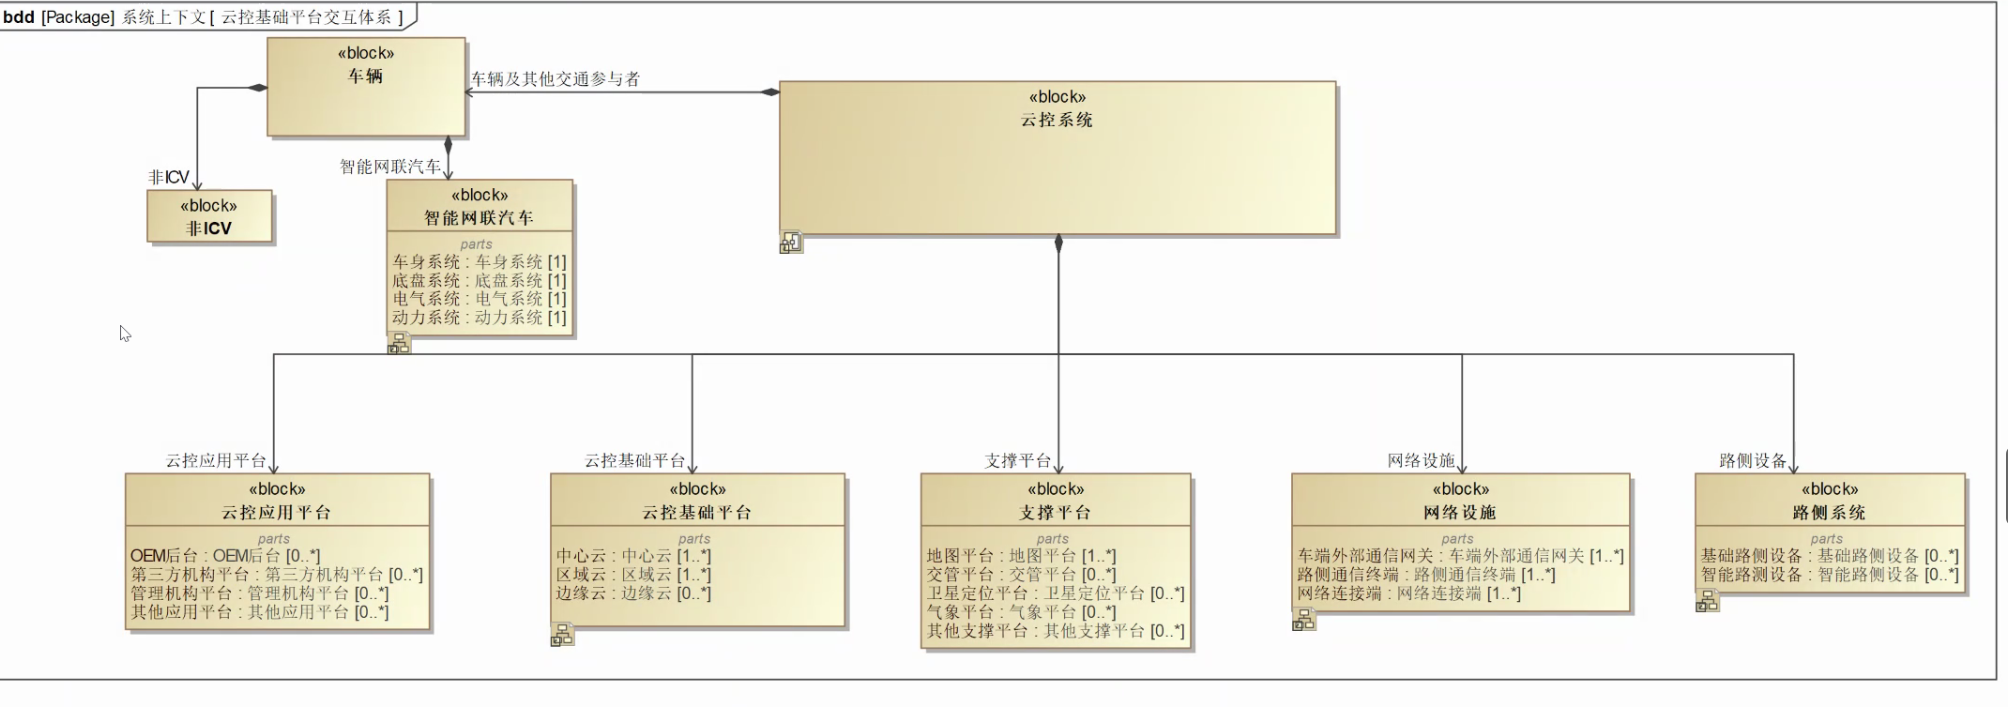 bdd [Package] 系统上下文 [ 云控基础平台交互体系 ]
«block»
车辆
车辆及其他交通参与者
«block»
云控系统
非ICV
«block»
非ICV
智能网联汽车
«block»
智能网联汽车
parts
车身系统 : 车身系统 [1]
底盘系统 : 底盘系统 [1]
电气系统 : 电气系统 [1]
动力系统 : 动力系统 [1]
云控应用平台
«block»
云控应用平台
parts
OEM后台 : OEM后台 [0..*]
第三方机构平台 : 第三方机构平台 [0..*]
管理机构平台 : 管理机构平台 [0..*]
其他应用平台 : 其他应用平台 [0..*]
云控基础平台
«block»
云控基础平台
parts
中心云 : 中心云 [1..*]
区域云 : 区域云 [1..*]
边缘云 : 边缘云 [0..*]
支撑平台
«block»
支撑平台
parts
地图平台 : 地图平台 [1..*]
交管平台 : 交管平台 [0..*]
卫星定位平台 : 卫星定位平台 [0..*]
气象平台 : 气象平台 [0..*]
其他支撑平台 : 其他支撑平台 [0..*]
网络设施
«block»
网络设施
parts
车端外部通信网关 : 车端外部通信网关 [1..*]
路侧通信终端 : 路侧通信终端 [1..*]
网络连接端 : 网络连接端 [1..*]
路侧设备
«block»
路侧系统
parts
基础路侧设备 : 基础路侧设备 [0..*]
智能路测设备 : 智能路侧设备 [0..*]